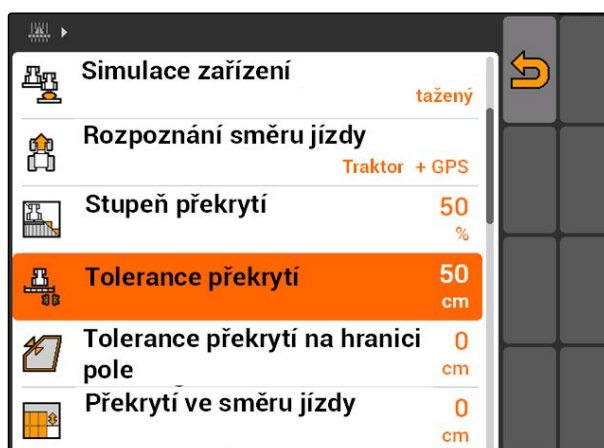 Simulace zařízení
tažený
Rozpoznání směru jízdy
Traktor + GPS
Stupeň překrytí
50
%
Tolerance překrytí
50
cm
Tolerance překrytí na hranici
pole
0
cm
Překrytí ve směru jízdy
0
cm